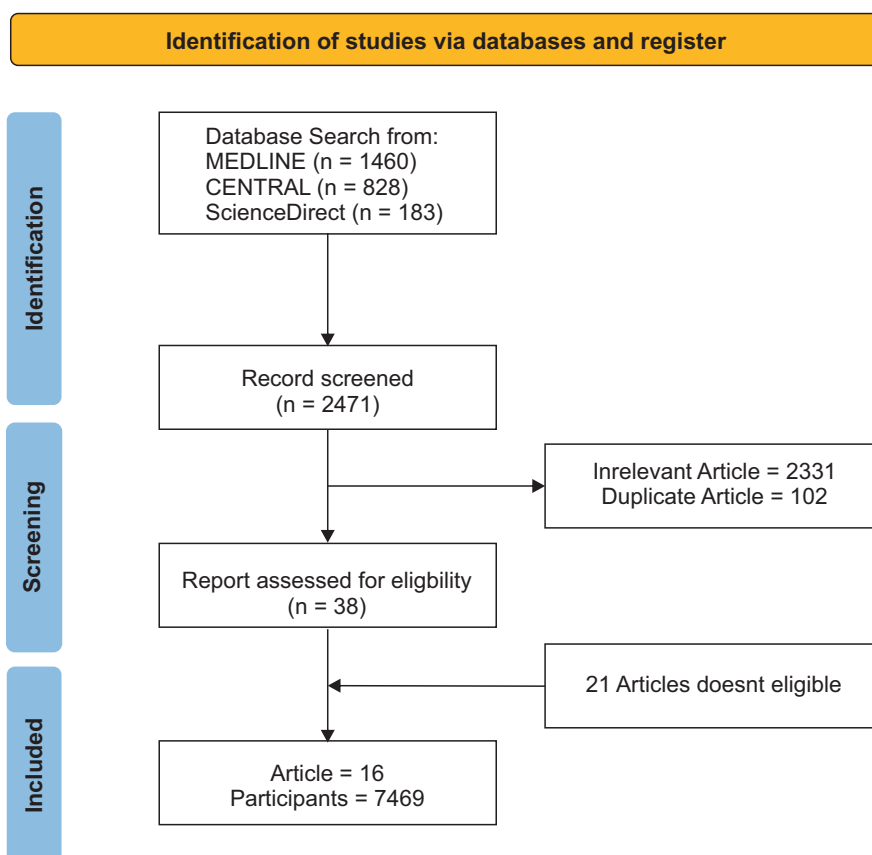 Identification of studies via databases and register
Identification
Database Search from:
MEDLINE (n = 1460)
CENTRAL (n = 828)
ScienceDirect (n = 183)
Record screened
(n = 2471)
Screening
Inrelevant Article = 2331
Duplicate Article = 102
Report assessed for eligbility
(n = 38)
Included
21 Articles doesnt eligible
Article = 16
Participants = 7469